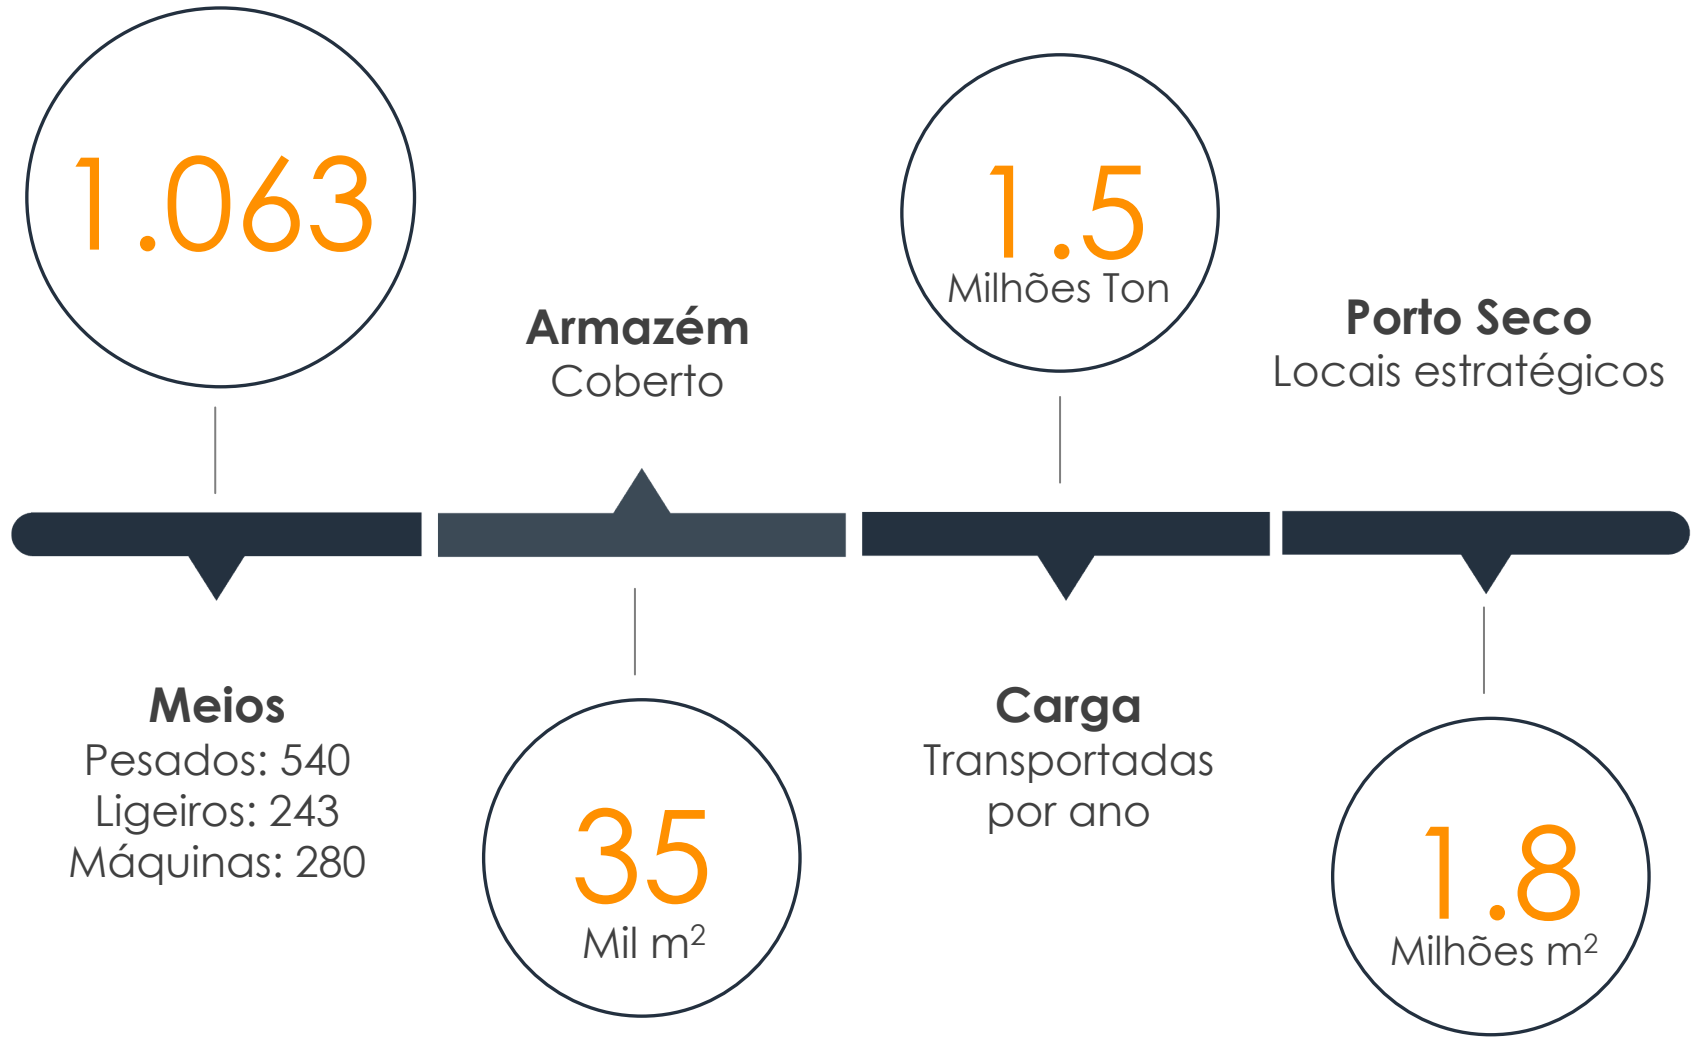 1.063
Meios
Pesados: 540
Ligeiros: 243
Máquinas: 280
Armazém
Coberto
35
Mil m²
1.5
Milhões Ton
Carga
Transportadas
por ano
Porto Seco
Locais estratégicos
1.8
Milhões m²